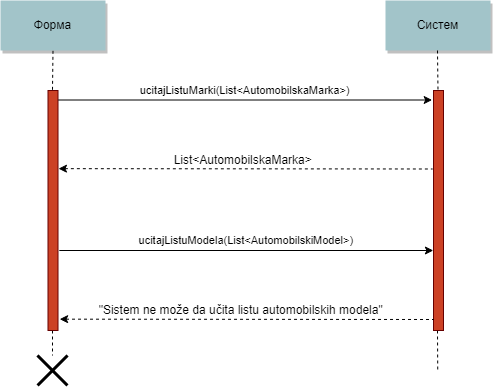 Форма
Систем
ucitajListuMarki(List<AutomobilskaMarka>)
List<AutomobilskaMarka>
ucitajListuModela(List<AutomobilskiModel>)
"Sistem ne može da učita listu automobilskih modela"